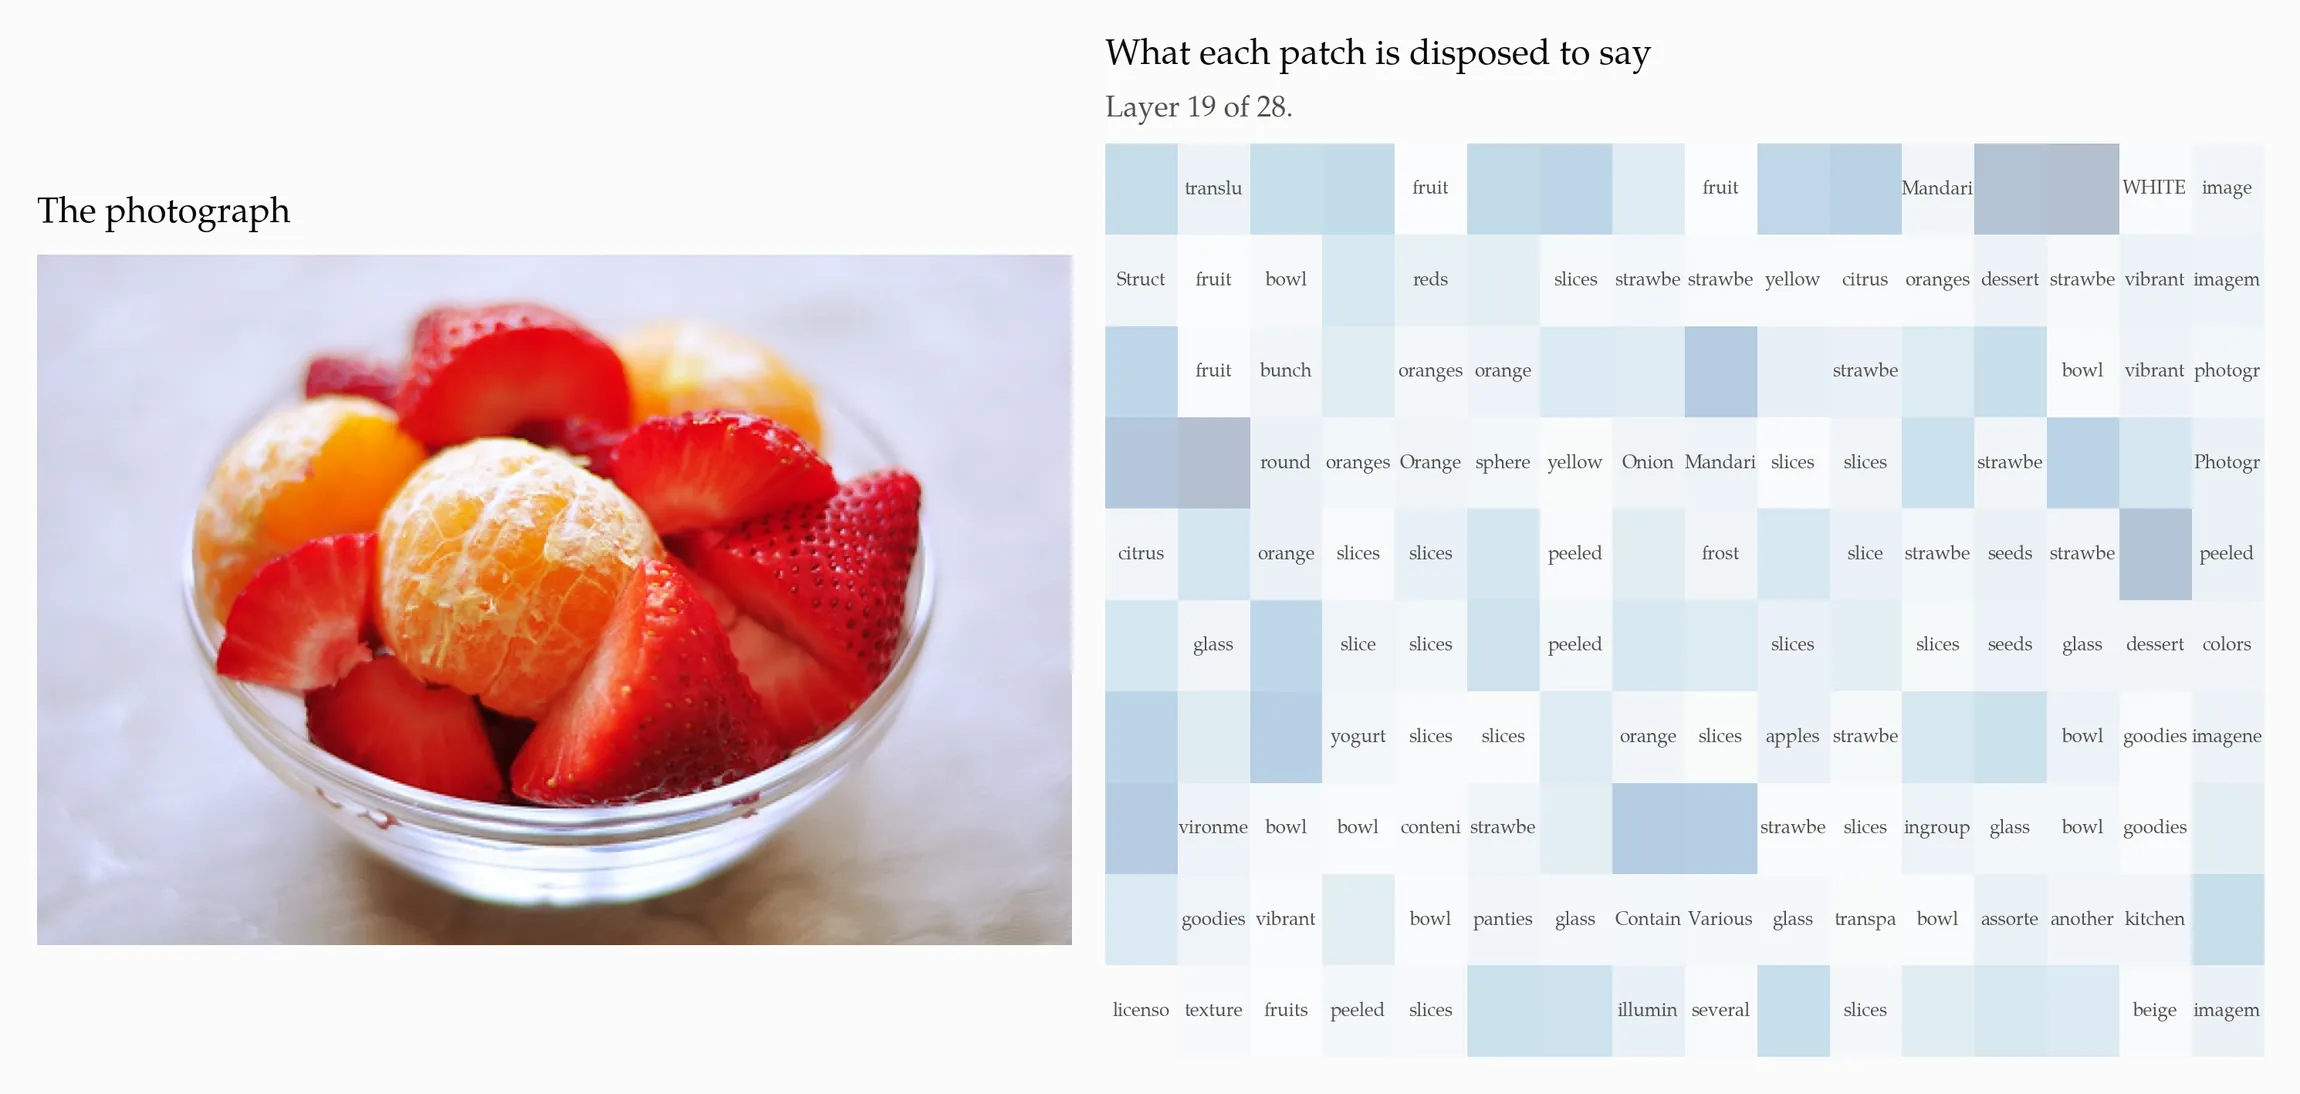 What each patch is disposed to say
Layer 19 of 28.
The photograph
translu fruit fruit Mandari WHITE image
Struct fruit bowl reds slices strawbe strawbe yellow citrus oranges dessert strawbe vibrant imagem
fruit bunch oranges orange strawbe bowl vibrant photogr
round oranges Orange sphere yellow Onion Mandari slices slices strawbe Photogr
citrus orange slices slices peeled frost slice strawbe seeds strawbe peeled
glass slice slices peeled slices slices seeds glass dessert colors
yogurt slices slices orange slices apples strawbe bowl goodies imagene
vironme bowl bowl conteni strawbe strawbe slices ingroup glass bowl goodies
goodies vibrant bowl panties glass Contain Various glass transpa bowl assorte another kitchen
licenso texture fruits peeled slices illumin several slices beige imagem